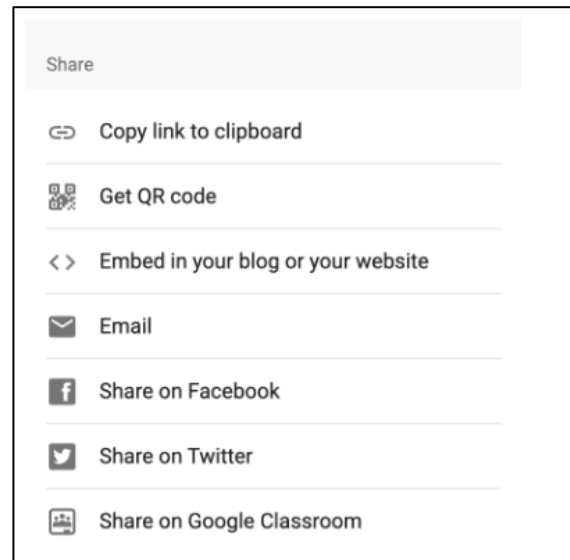 Share
Copy link to clipboard
Get QR code
Embed in your blog or your website
Email
Share on Facebook
Share on Twitter
Share on Google Classroom